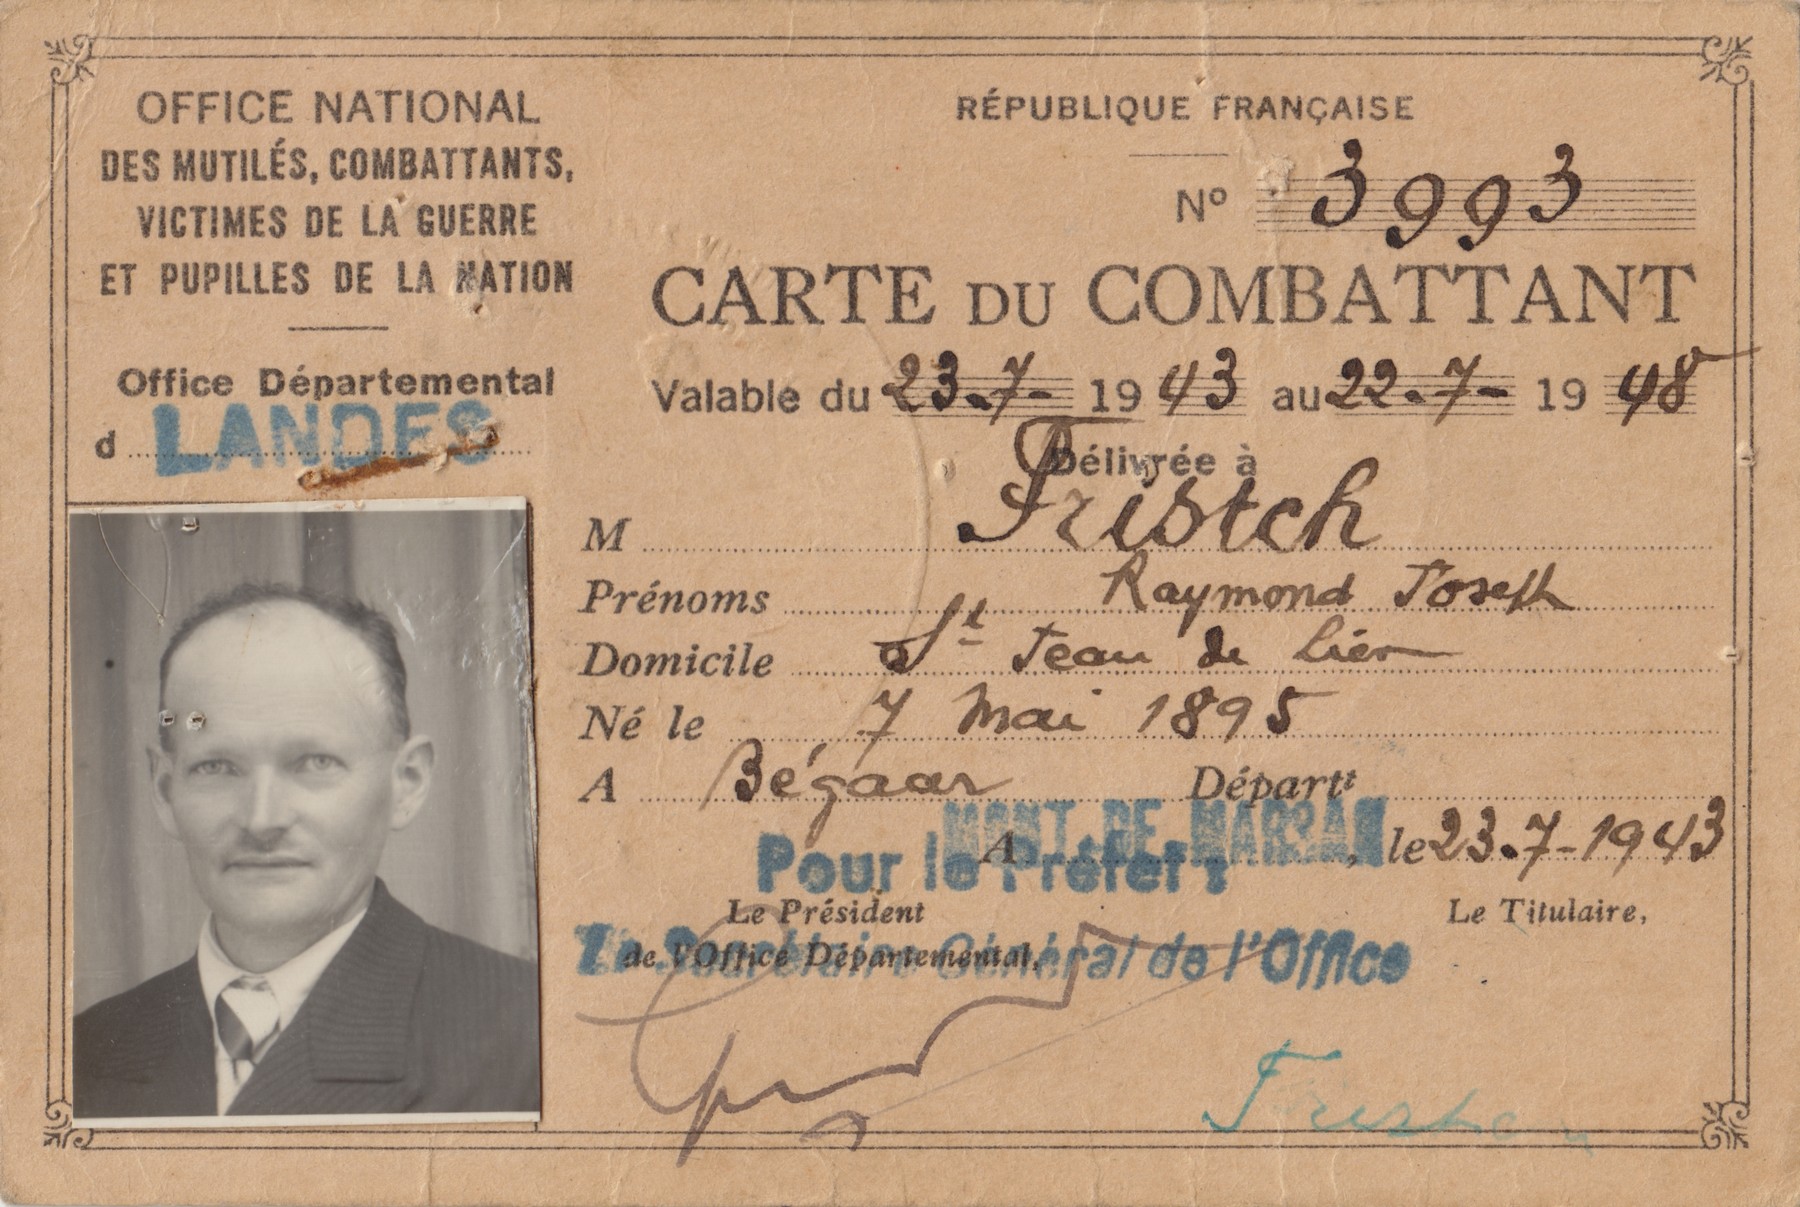 OFFICE NATIONAL
DES MUTILÉS, COMBATTANTS,
VICTIMES DE LA GUERRE
ET PUPILLES DE LA NATION
Office Départemental
d LANDES
RÉPUBLIQUE FRANÇAISE
Nº 3993
CARTE DU COMBATTANT
Valable du 23.7- 1943 au 22.7- 1948
Délivrée à
M Fristch
Prénoms Raymond Joseph
Domicile St Jean de Lier
Né le 7 Mai 1895
A Bégaar Départt
A MONT DE MARSAN, le 23.7-1943
Pour le Préfet :
Le Président
de l'Office Départemental,
Le Secrétaire Général de l'Office
Le Titulaire,